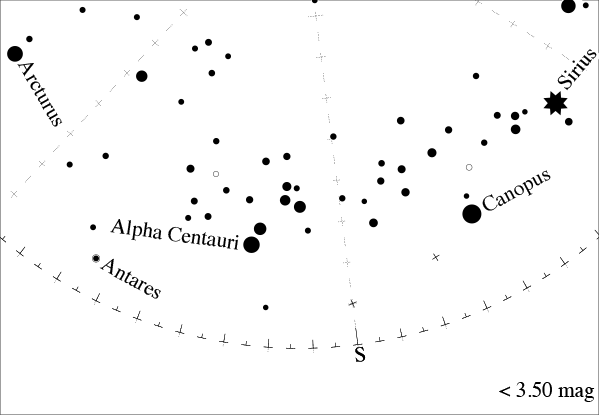 Sirius
Arcturus
Canopus
Alpha Centauri
Antares
S
< 3.50 mag